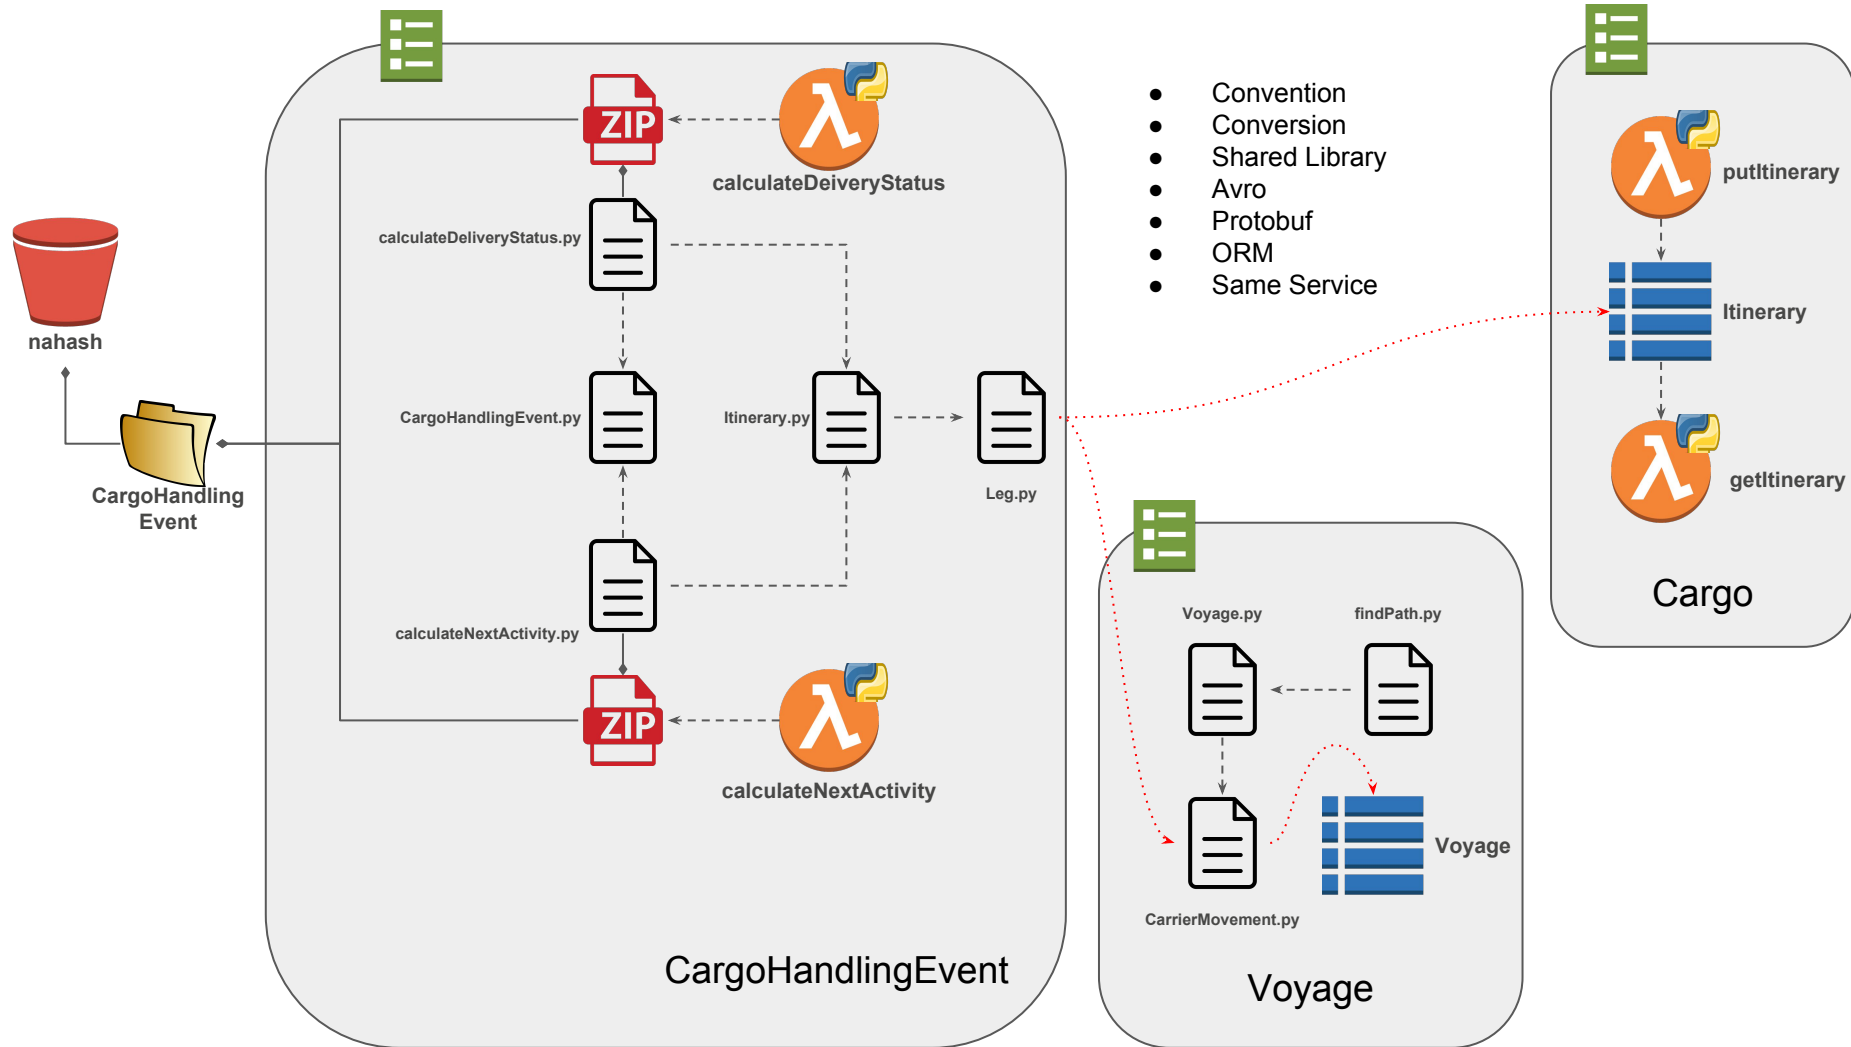 ZIP
calculateDeiveryStatus
calculateDeliveryStatus.py
nahash
CargoHandling
Event
CargoHandlingEvent.py
Itinerary.py
Leg.py
calculateNextActivity.py
ZIP
calculateNextActivity
CargoHandlingEvent
● Convention
● Conversion
● Shared Library
● Avro
● Protobuf
● ORM
● Same Service
putItinerary
Itinerary
getItinerary
Cargo
Voyage.py
findPath.py
Voyage
CarrierMovement.py
Voyage